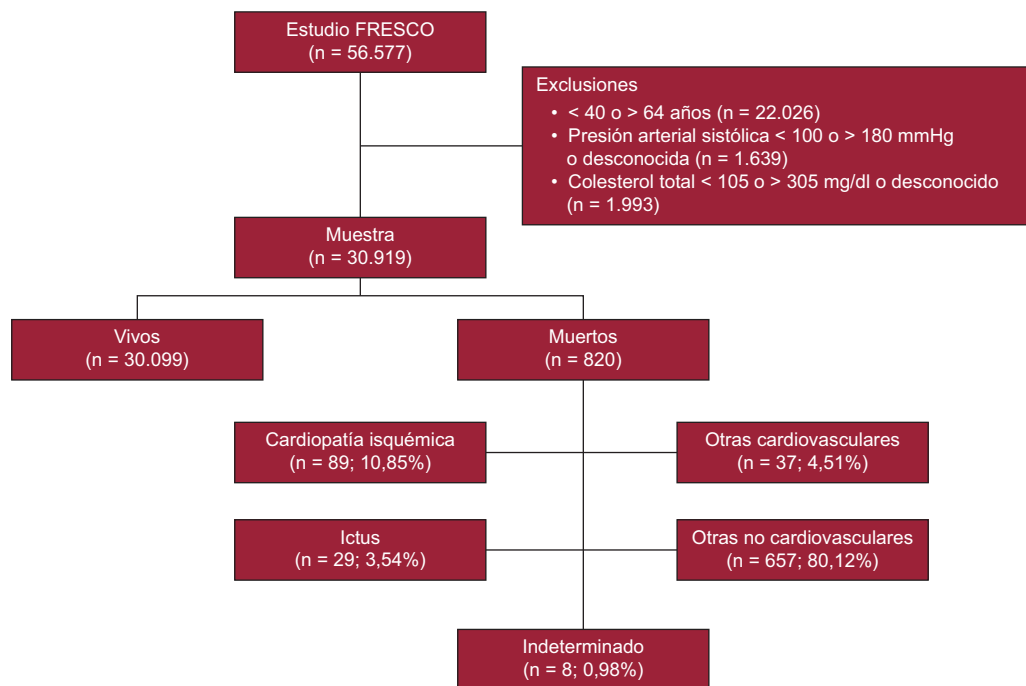 Estudio FRESCO
(n = 56.577)
Exclusiones
• < 40 o > 64 años (n = 22.026)
• Presión arterial sistólica < 100 o > 180 mmHg
o desconocida (n = 1.639)
• Colesterol total < 105 o > 305 mg/dl o desconocido
(n = 1.993)
Muestra
(n = 30.919)
Vivos
(n = 30.099)
Muertos
(n = 820)
Cardiopatía isquémica
(n = 89; 10,85%)
Otras cardiovasculares
(n = 37; 4,51%)
Ictus
(n = 29; 3,54%)
Otras no cardiovasculares
(n = 657; 80,12%)
Indeterminado
(n = 8; 0,98%)